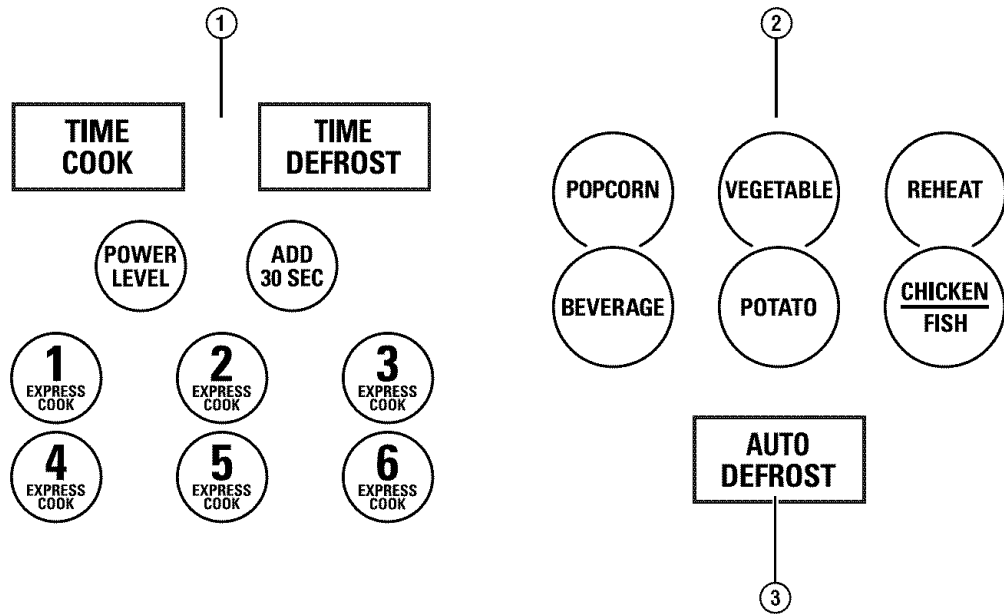 1
TIME
COOK
TIME
DEFROST
POWER
LEVEL
ADD
30 SEC
1
EXPRESS
COOK
2
EXPRESS
COOK
3
EXPRESS
COOK
4
EXPRESS
COOK
5
EXPRESS
COOK
6
EXPRESS
COOK
2
POPCORN
VEGETABLE
REHEAT
BEVERAGE
POTATO
CHICKEN
FISH
AUTO
DEFROST
3